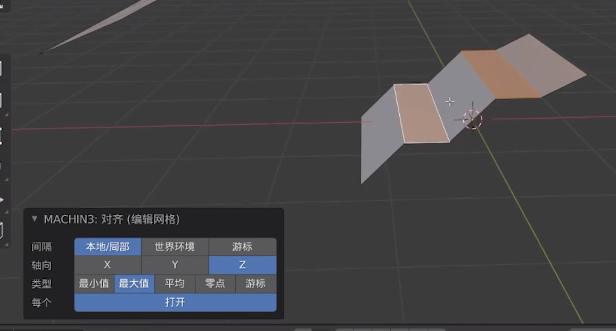 MACHIN3: 对齐 (编辑网格)
间隔 本地/局部 世界环境 游标
轴向 X Y Z
类型 最小值 最大值 平均 零点 游标
每个 打开